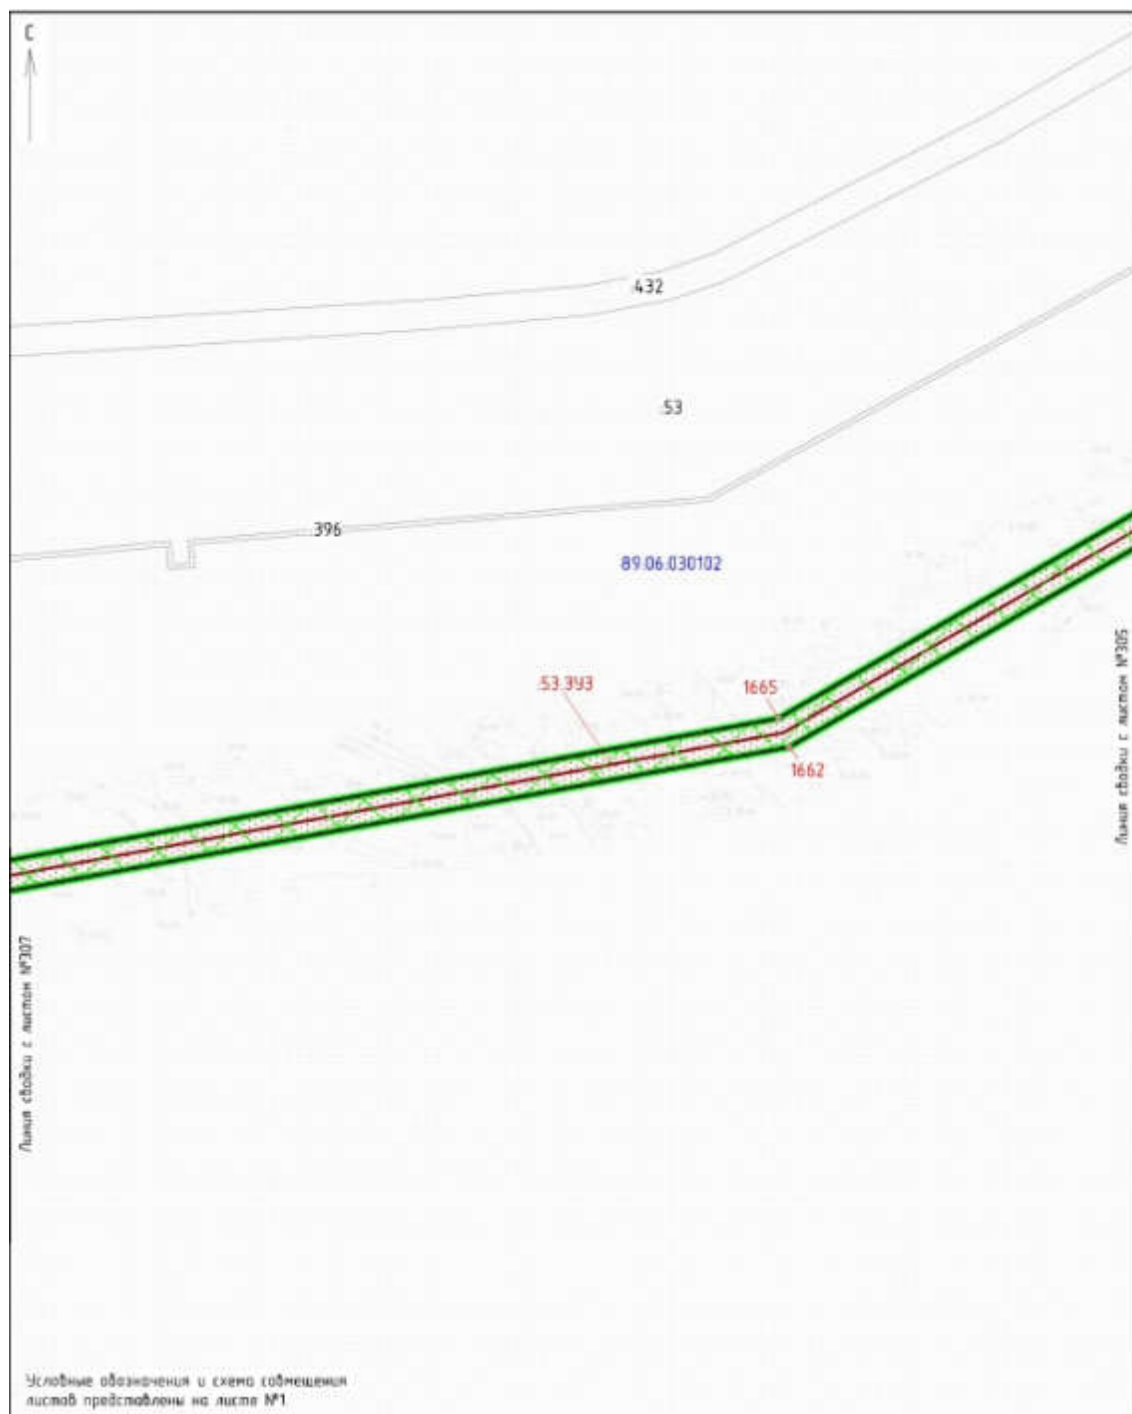 С
:432
:53
:396
89:06:030102
:53:ЗУ3
1665
1662
Линия сводки с листом №305
Линия сводки с листом №307
Условные обозначения и схема совмещения
листов представлены на листе №1